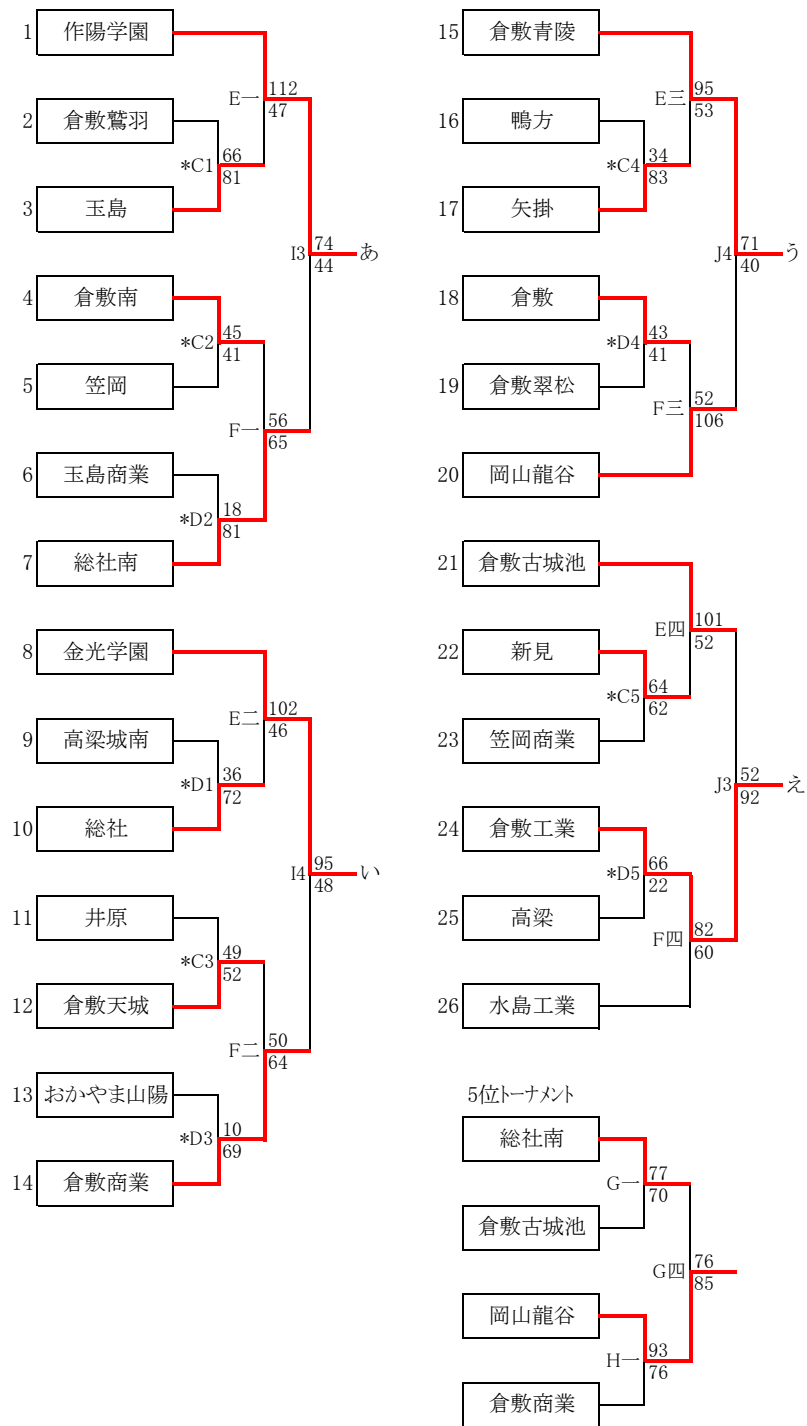 1 作陽学園
E一 112
47
2 倉敷鷲羽
*C1 66
81
3 玉島
I3 74
44 あ
4 倉敷南
*C2 45
41
5 笠岡
F一 56
65
6 玉島商業
*D2 18
81
7 総社南
8 金光学園
E二 102
46
9 高梁城南
*D1 36
72
10 総社
I4 95
48 い
11 井原
*C3 49
52
12 倉敷天城
F二 50
64
13 おかやま山陽
*D3 10
69
14 倉敷商業
15 倉敷青陵
E三 95
53
16 鴨方
*C4 34
83
17 矢掛
J4 71
40 う
18 倉敷
*D4 43
41
19 倉敷翠松
F三 52
106
20 岡山龍谷
21 倉敷古城池
E四 101
52
22 新見
*C5 64
62
23 笠岡商業
J3 52
92 え
24 倉敷工業
*D5 66
22
25 高梁
F四 82
60
26 水島工業
5位トーナメント
総社南
G一 77
70
倉敷古城池
G四 76
85
岡山龍谷
H一 93
76
倉敷商業